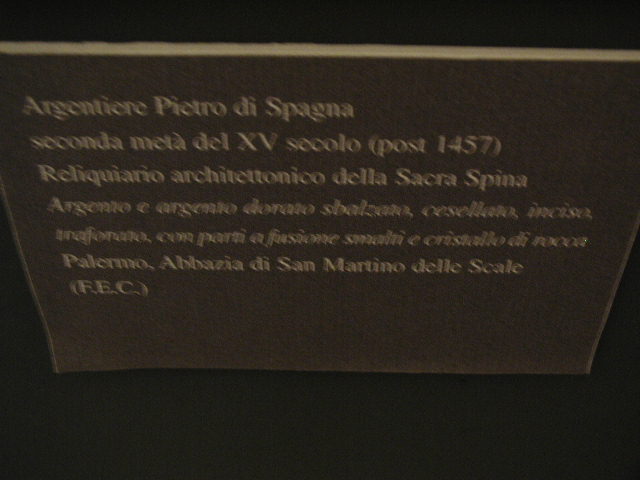 Argentiere Pietro di Spagna
seconda metà del XV secolo (post 1457)
Reliquiario architettonico della Sacra Spina
Argento e argento dorato sbalzato, cesellato, inciso,
traforato, con parti a fusione smalti e cristallo di rocca
Palermo, Abbazia di San Martino delle Scale
(F.E.C.)